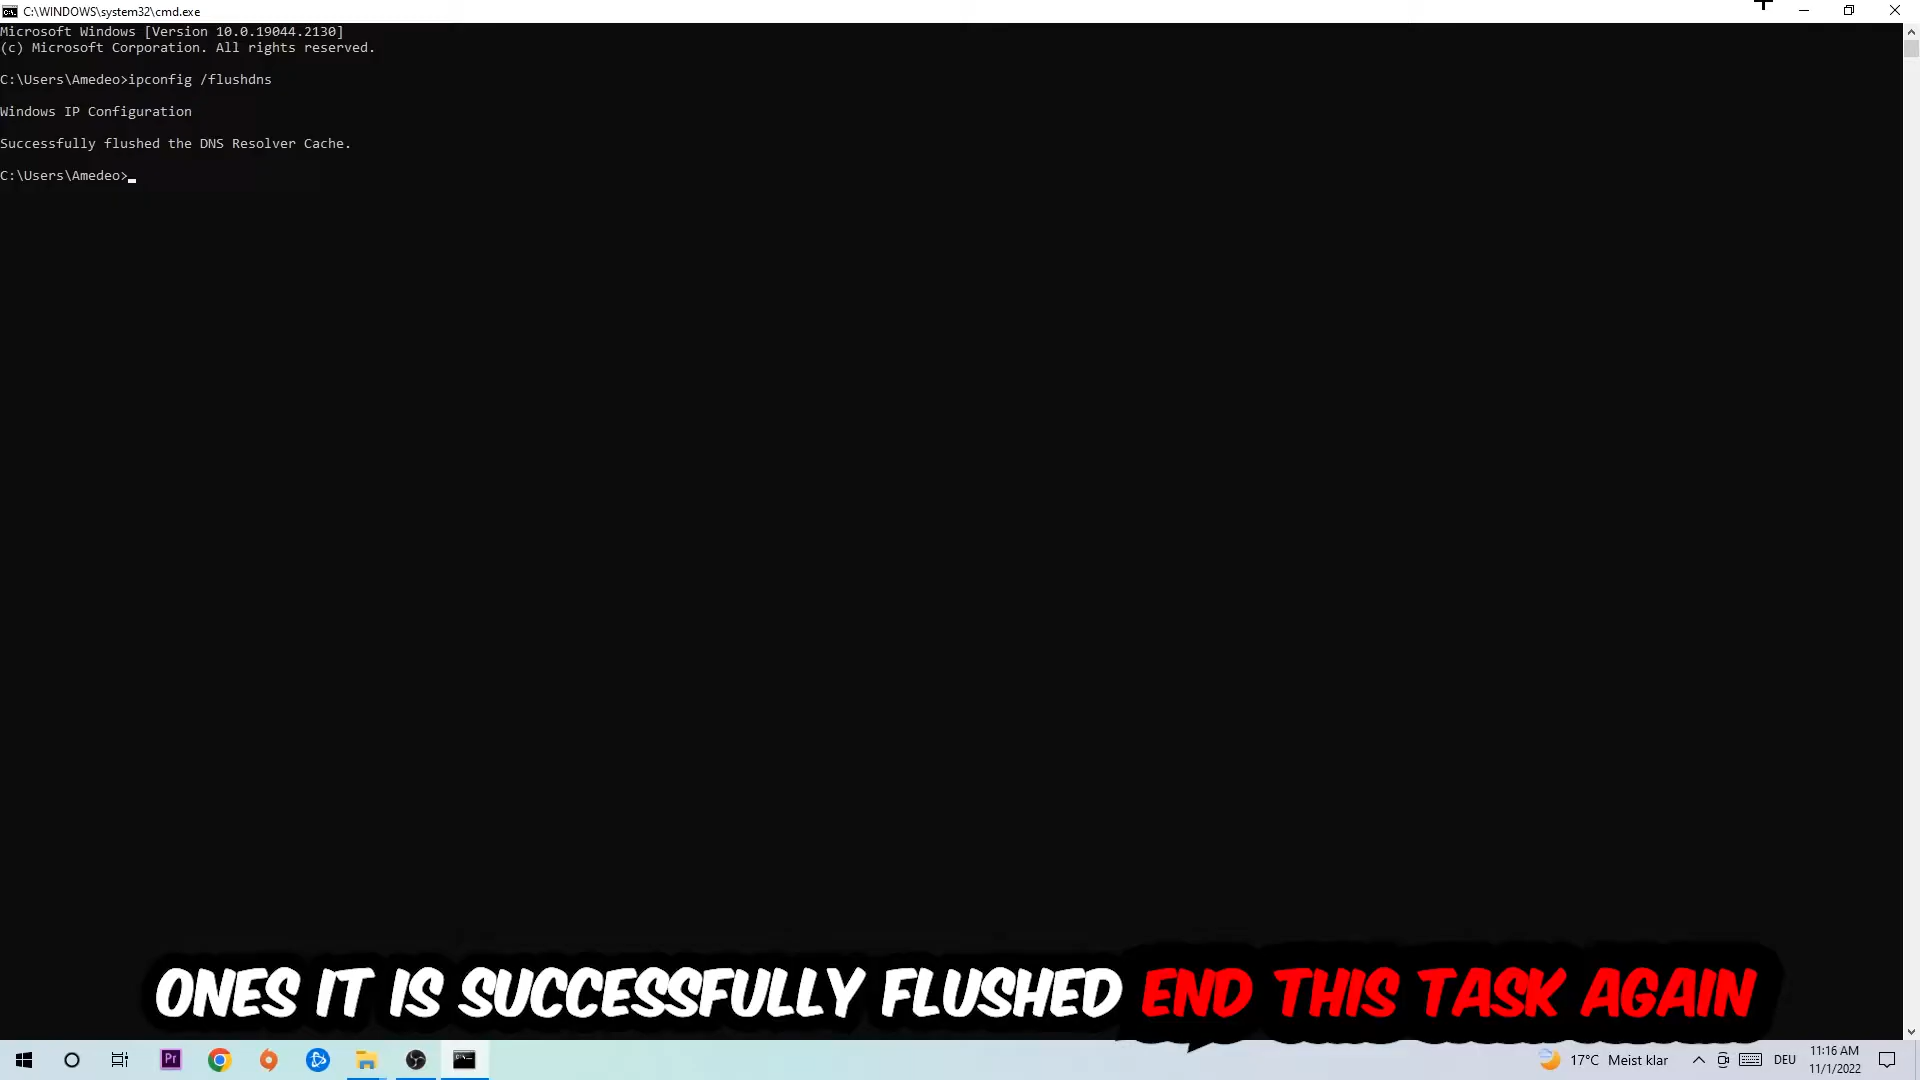 C:\WINDOWS\system32\cmd.exe
Microsoft Windows [Version 10.0.19044.2130]
(c) Microsoft Corporation. All rights reserved.
C:\Users\Amedeo>ipconfig /flushdns
Windows IP Configuration
Successfully flushed the DNS Resolver Cache.
C:\Users\Amedeo>
ONES IT IS SUCCESSFULLY FLUSHED END THIS TASK AGAIN
Pr
17°C Meist klar
DEU
11:16 AM
11/1/2022